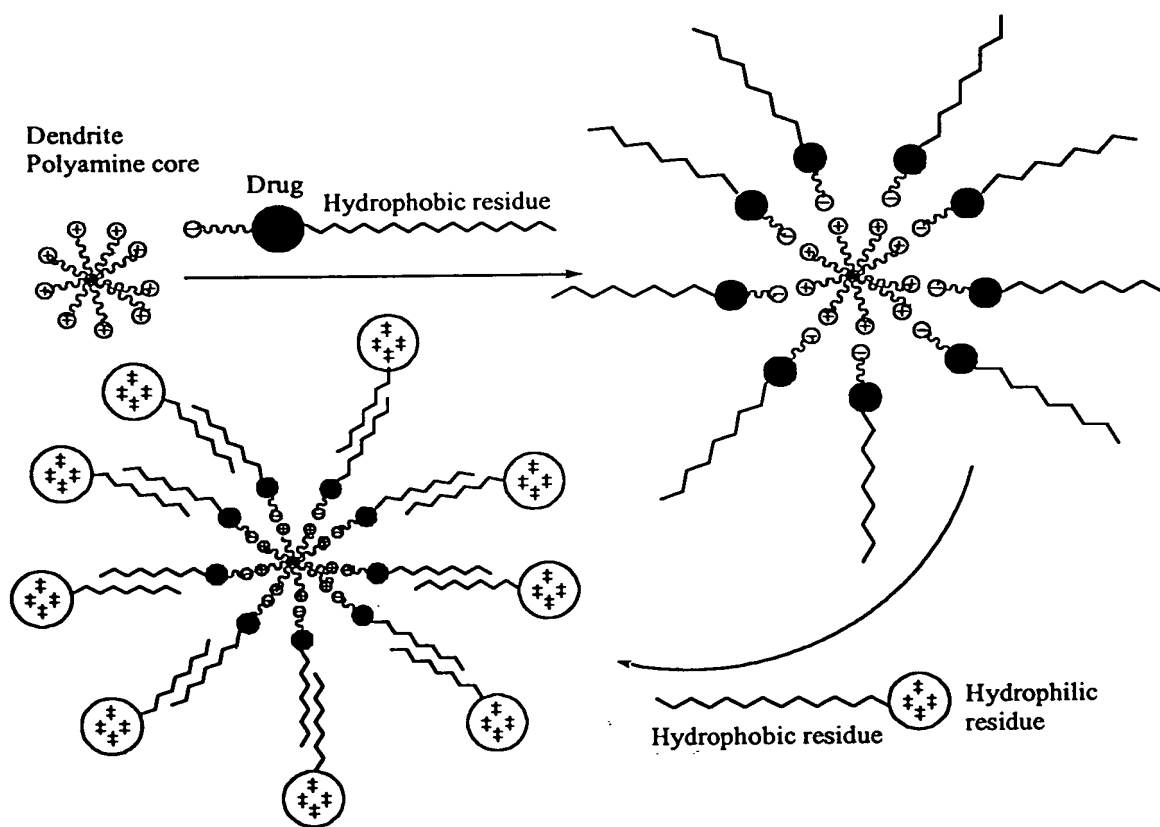 Dendrite
Polyamine core
Drug
Hydrophobic residue
Hydrophobic residue
Hydrophilic
residue